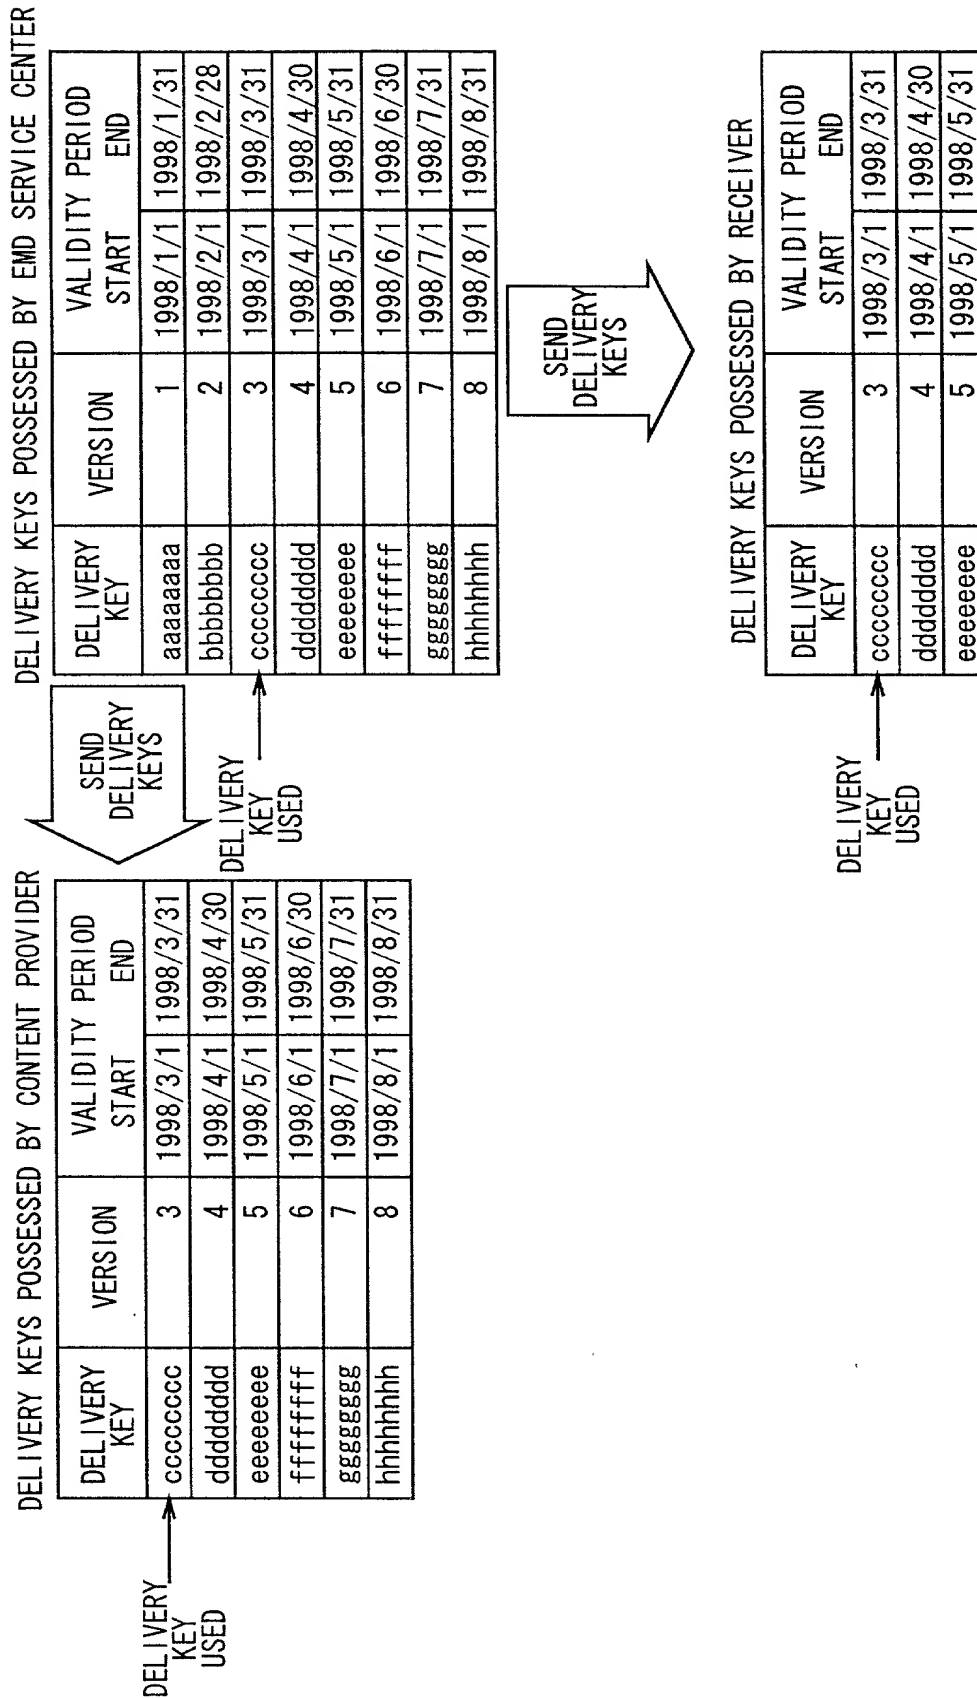 DELIVERY KEYS POSSESSED BY CONTENT PROVIDER
DELIVERY KEY VERSION VALIDITY PERIOD START END
cccccccc 3 1998/3/1 1998/3/31
dddddddd 4 1998/4/1 1998/4/30
eeeeeeee 5 1998/5/1 1998/5/31
ffffffff 6 1998/6/1 1998/6/30
gggggggg 7 1998/7/1 1998/7/31
hhhhhhhh 8 1998/8/1 1998/8/31
DELIVERY
KEY
USED
SEND
DELIVERY
KEYS
DELIVERY KEYS POSSESSED BY EMD SERVICE CENTER
DELIVERY KEY VERSION VALIDITY PERIOD START END
aaaaaaaa 1 1998/1/1 1998/1/31
bbbbbbbb 2 1998/2/1 1998/2/28
cccccccc 3 1998/3/1 1998/3/31
dddddddd 4 1998/4/1 1998/4/30
eeeeeeee 5 1998/5/1 1998/5/31
ffffffff 6 1998/6/1 1998/6/30
gggggggg 7 1998/7/1 1998/7/31
hhhhhhhh 8 1998/8/1 1998/8/31
DELIVERY
KEY
USED
SEND
DELIVERY
KEYS
DELIVERY KEYS POSSESSED BY RECEIVER
DELIVERY KEY VERSION VALIDITY PERIOD START END
cccccccc 3 1998/3/1 1998/3/31
dddddddd 4 1998/4/1 1998/4/30
eeeeeeee 5 1998/5/1 1998/5/31
DELIVERY
KEY
USED